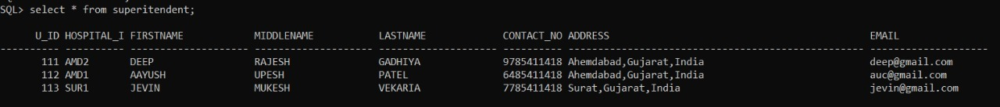 SQL> select * from superitendent;
U_ID HOSPITAL_I FIRSTNAME MIDDLENAME LASTNAME CONTACT_NO ADDRESS EMAIL
---------- ---------- -------------------- -------------------- -------------------- ---------- -------------------------------------------------- --------------------
111 AMD2 DEEP RAJESH GADHIYA 9785411418 Ahemdabad,Gujarat,India deep@gmail.com
112 AMD1 AAYUSH UPESH PATEL 6485411418 Ahemdabad,Gujarat,India auc@gmail.com
113 SUR1 JEVIN MUKESH VEKARIA 7785411418 Surat,Gujarat,India jevin@gmail.com